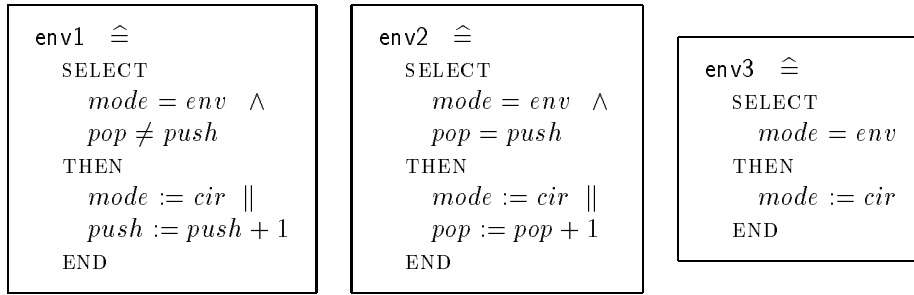 env1 ≙
SELECT
mode = env ∧
pop ≠ push
THEN
mode := cir ∥
push := push + 1
END
env2 ≙
SELECT
mode = env ∧
pop = push
THEN
mode := cir ∥
pop := pop + 1
END
env3 ≙
SELECT
mode = env
THEN
mode := cir
END